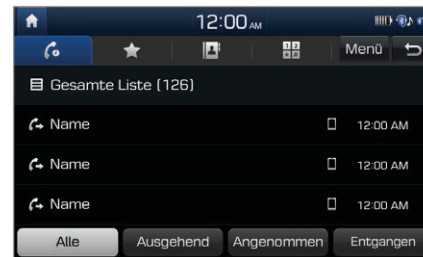 12:00 AM
Menü
Gesamte Liste (126)
Name 12:00 AM
Name 12:00 AM
Name 12:00 AM
Alle Ausgehend Angenommen Entgangen